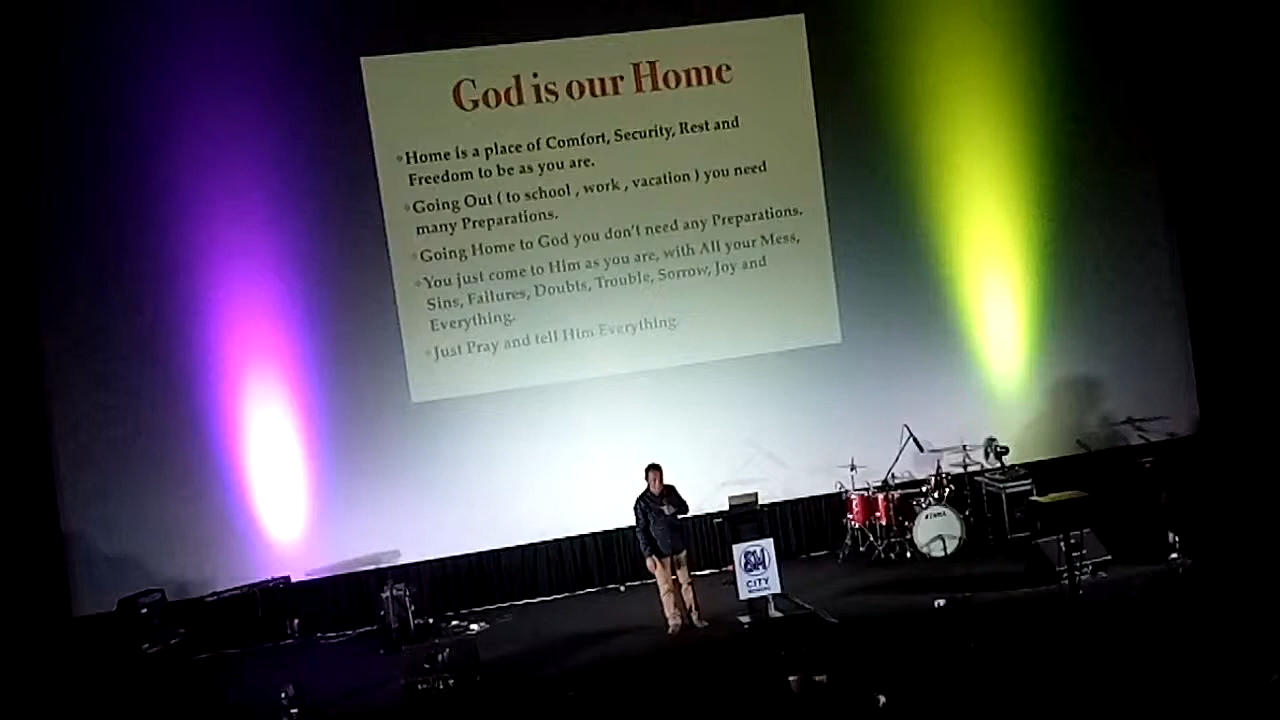 God is our Home
Home is a place of Comfort, Security, Rest and
Freedom to be as you are.
Going Out ( to school , work , vacation ) you need
many Preparations.
Going Home to God you don't need any Preparations.
You just come to Him as you are, with All your Mess,
Sins, Failures, Doubts, Trouble, Sorrow, Joy and
Everything.
Just Pray and tell Him Everything.
TAMA
SM
CITY